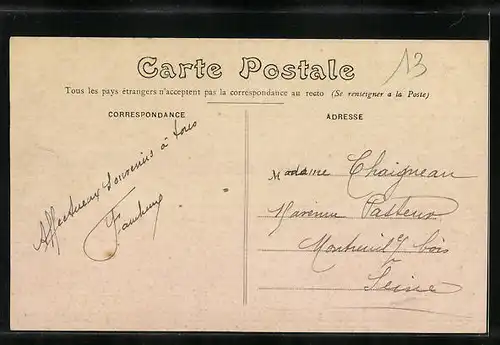 13
Carte Postale
Tous les pays étrangers n'acceptent pas la correspondance au recto (Se renseigner a la Poste)
CORRESPONDANCE
ADRESSE
Affectueux souvenirs à tous
Madame Chaigneau
Pasteur
Montreuil s/ bois
Seine